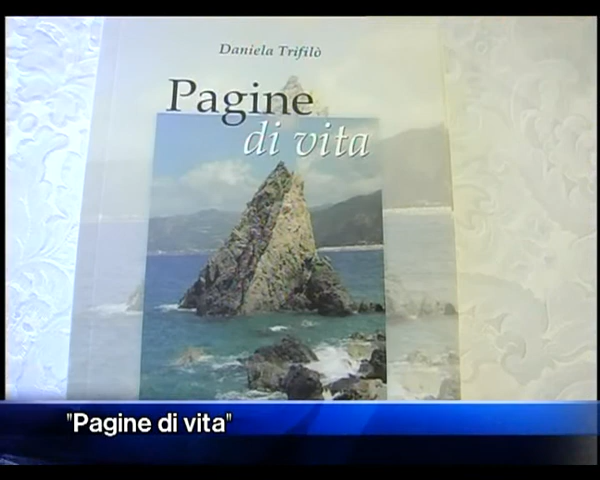 Daniela Trifilò
Pagine
di vita
"Pagine di vita"